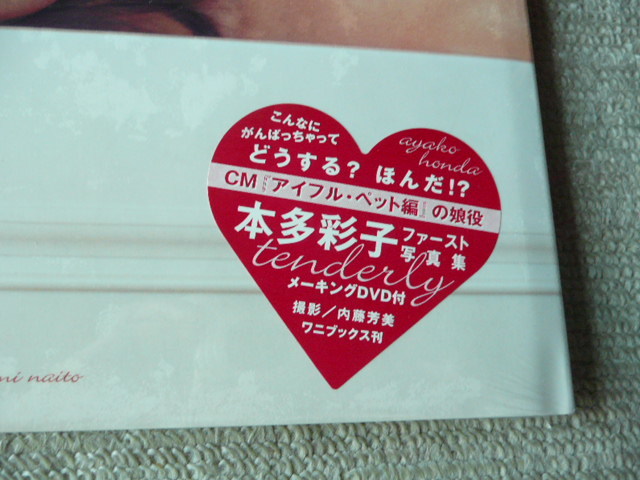 こんなに
がんばっちゃって
ayako
honda
どうする? ほんだ!?
CM「アイフル・ペット編」の娘役
本多彩子ファースト
写真集
tenderly
メーキングDVD付
撮影/内藤芳美
ワニブックス刊
mi naito